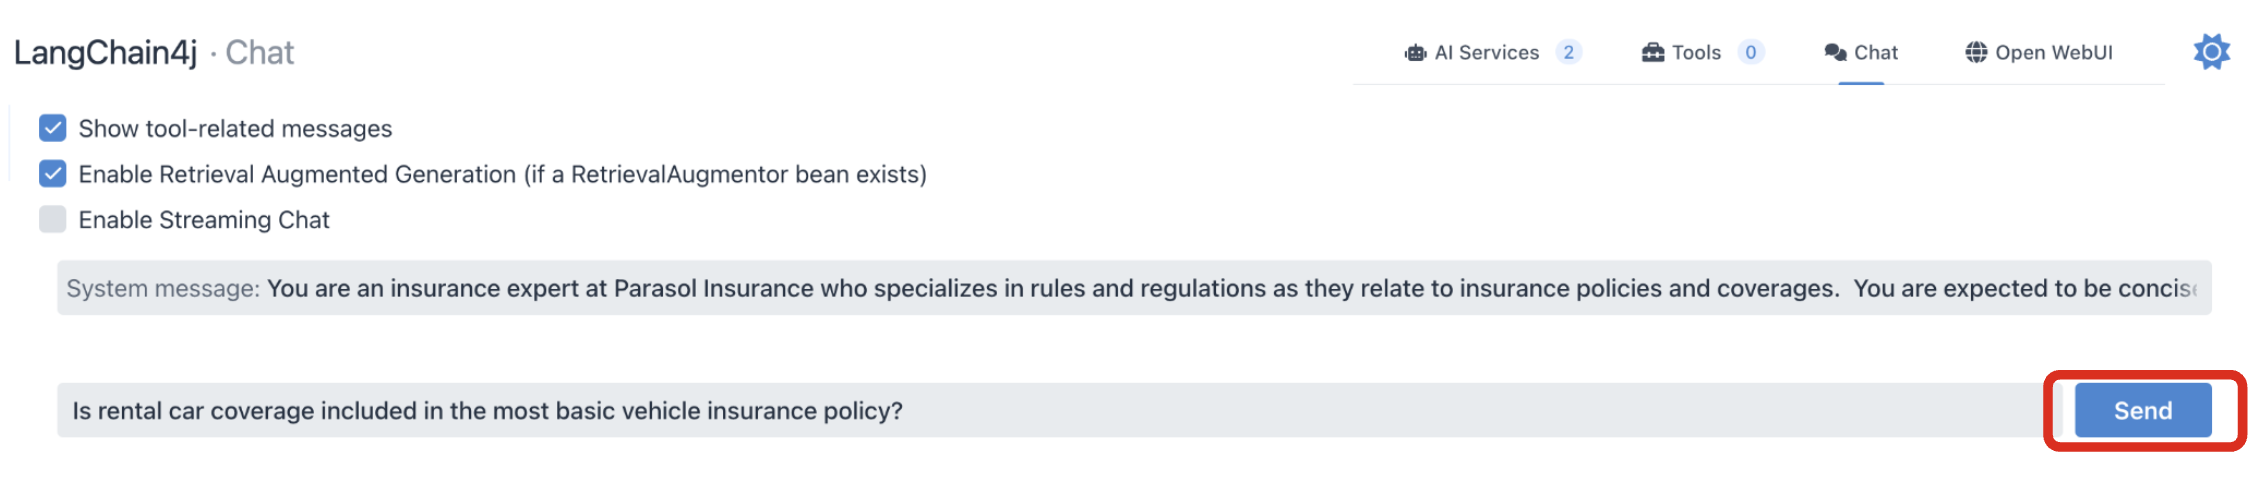 LangChain4j · Chat
AI Services 2 Tools 0 Chat Open WebUI
Show tool-related messages
Enable Retrieval Augmented Generation (if a RetrievalAugmentor bean exists)
Enable Streaming Chat
System message: You are an insurance expert at Parasol Insurance who specializes in rules and regulations as they relate to insurance policies and coverages. You are expected to be concise
Is rental car coverage included in the most basic vehicle insurance policy?
Send